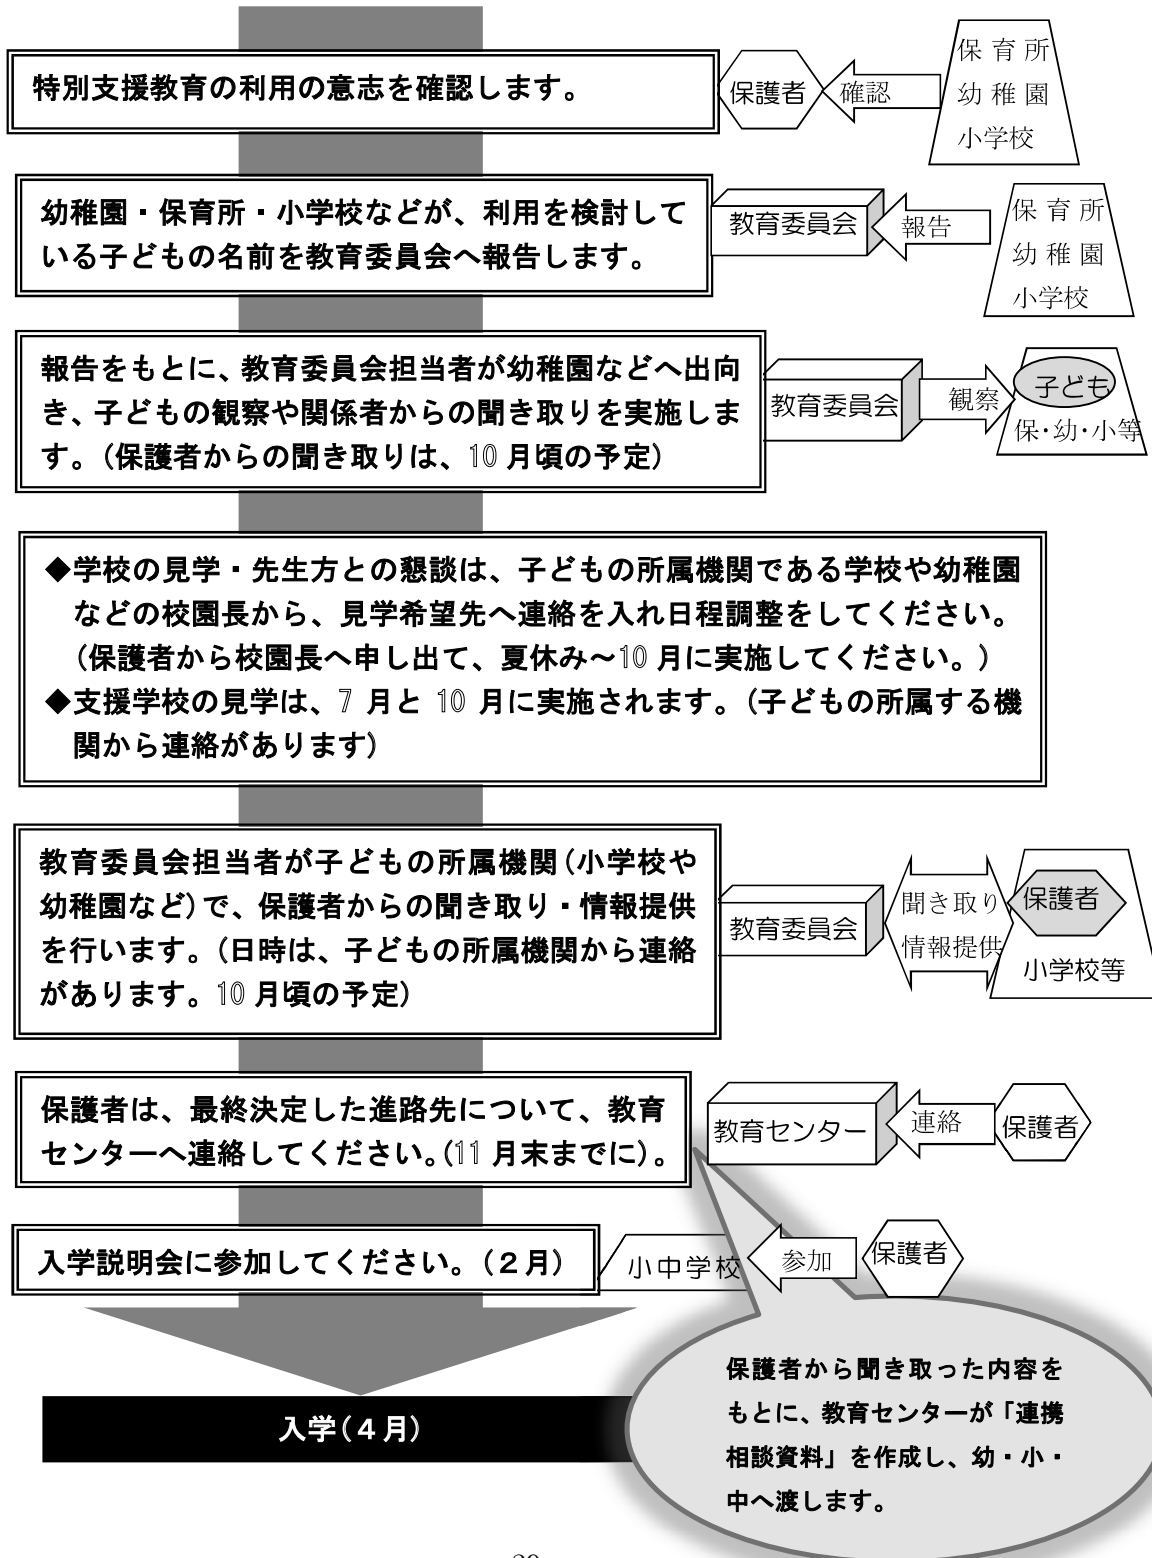 特別支援教育の利用の意志を確認します。
保護者
確認
保育所
幼稚園
小学校
幼稚園・保育所・小学校などが、利用を検討して
いる子どもの名前を教育委員会へ報告します。
教育委員会
報告
保育所
幼稚園
小学校
報告をもとに、教育委員会担当者が幼稚園などへ出向
き、子どもの観察や関係者からの聞き取りを実施しま
す。(保護者からの聞き取りは、10月頃の予定)
教育委員会
観察
子ども
保・幼・小等
◆学校の見学・先生方との懇談は、子どもの所属機関である学校や幼稚園
などの校園長から、見学希望先へ連絡を入れ日程調整をしてください。
(保護者から校園長へ申し出て、夏休み～10月に実施してください。)
◆支援学校の見学は、7月と10月に実施されます。(子どもの所属する機
関から連絡があります)
教育委員会担当者が子どもの所属機関(小学校や
幼稚園など)で、保護者からの聞き取り・情報提供
を行います。(日時は、子どもの所属機関から連絡
があります。10月頃の予定)
教育委員会
聞き取り
情報提供
保護者
小学校等
保護者は、最終決定した進路先について、教育
センターへ連絡してください。(11月末までに)。
教育センター
連絡
保護者
入学説明会に参加してください。(2月)
小中学校
参加
保護者
入学(4月)
保護者から聞き取った内容を
もとに、教育センターが「連携
相談資料」を作成し、幼・小・
中へ渡します。